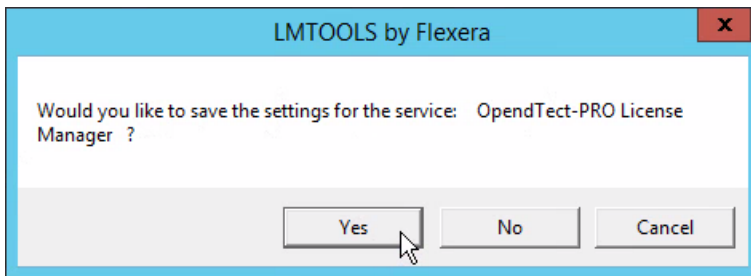 LMTOOLS by Flexera
x
Would you like to save the settings for the service: OpendTect-PRO License
Manager ?
Yes No Cancel